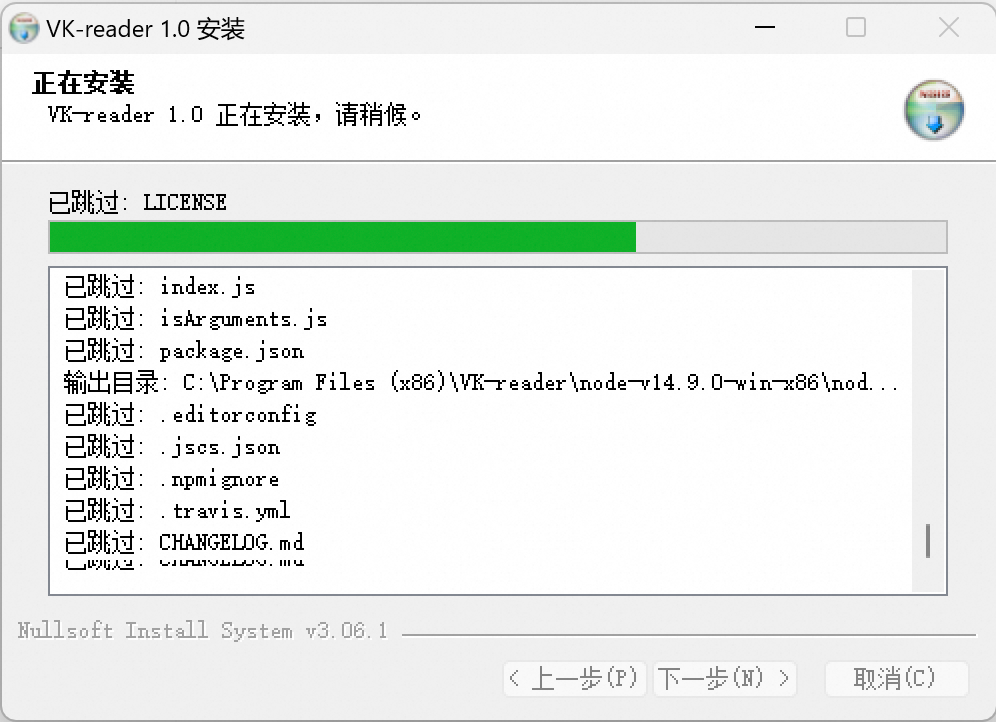 VK-reader 1.0 安装
正在安装
VK-reader 1.0 正在安装，请稍候。
已跳过: LICENSE
已跳过: index.js
已跳过: isArguments.js
已跳过: package.json
输出目录: C:\Program Files (x86)\VK-reader\node-v14.9.0-win-x86\nod...
已跳过: .editorconfig
已跳过: .jscs.json
已跳过: .npmignore
已跳过: .travis.yml
已跳过: CHANGELOG.md
Nullsoft Install System v3.06.1
< 上一步(P)
下一步(N) >
取消(C)